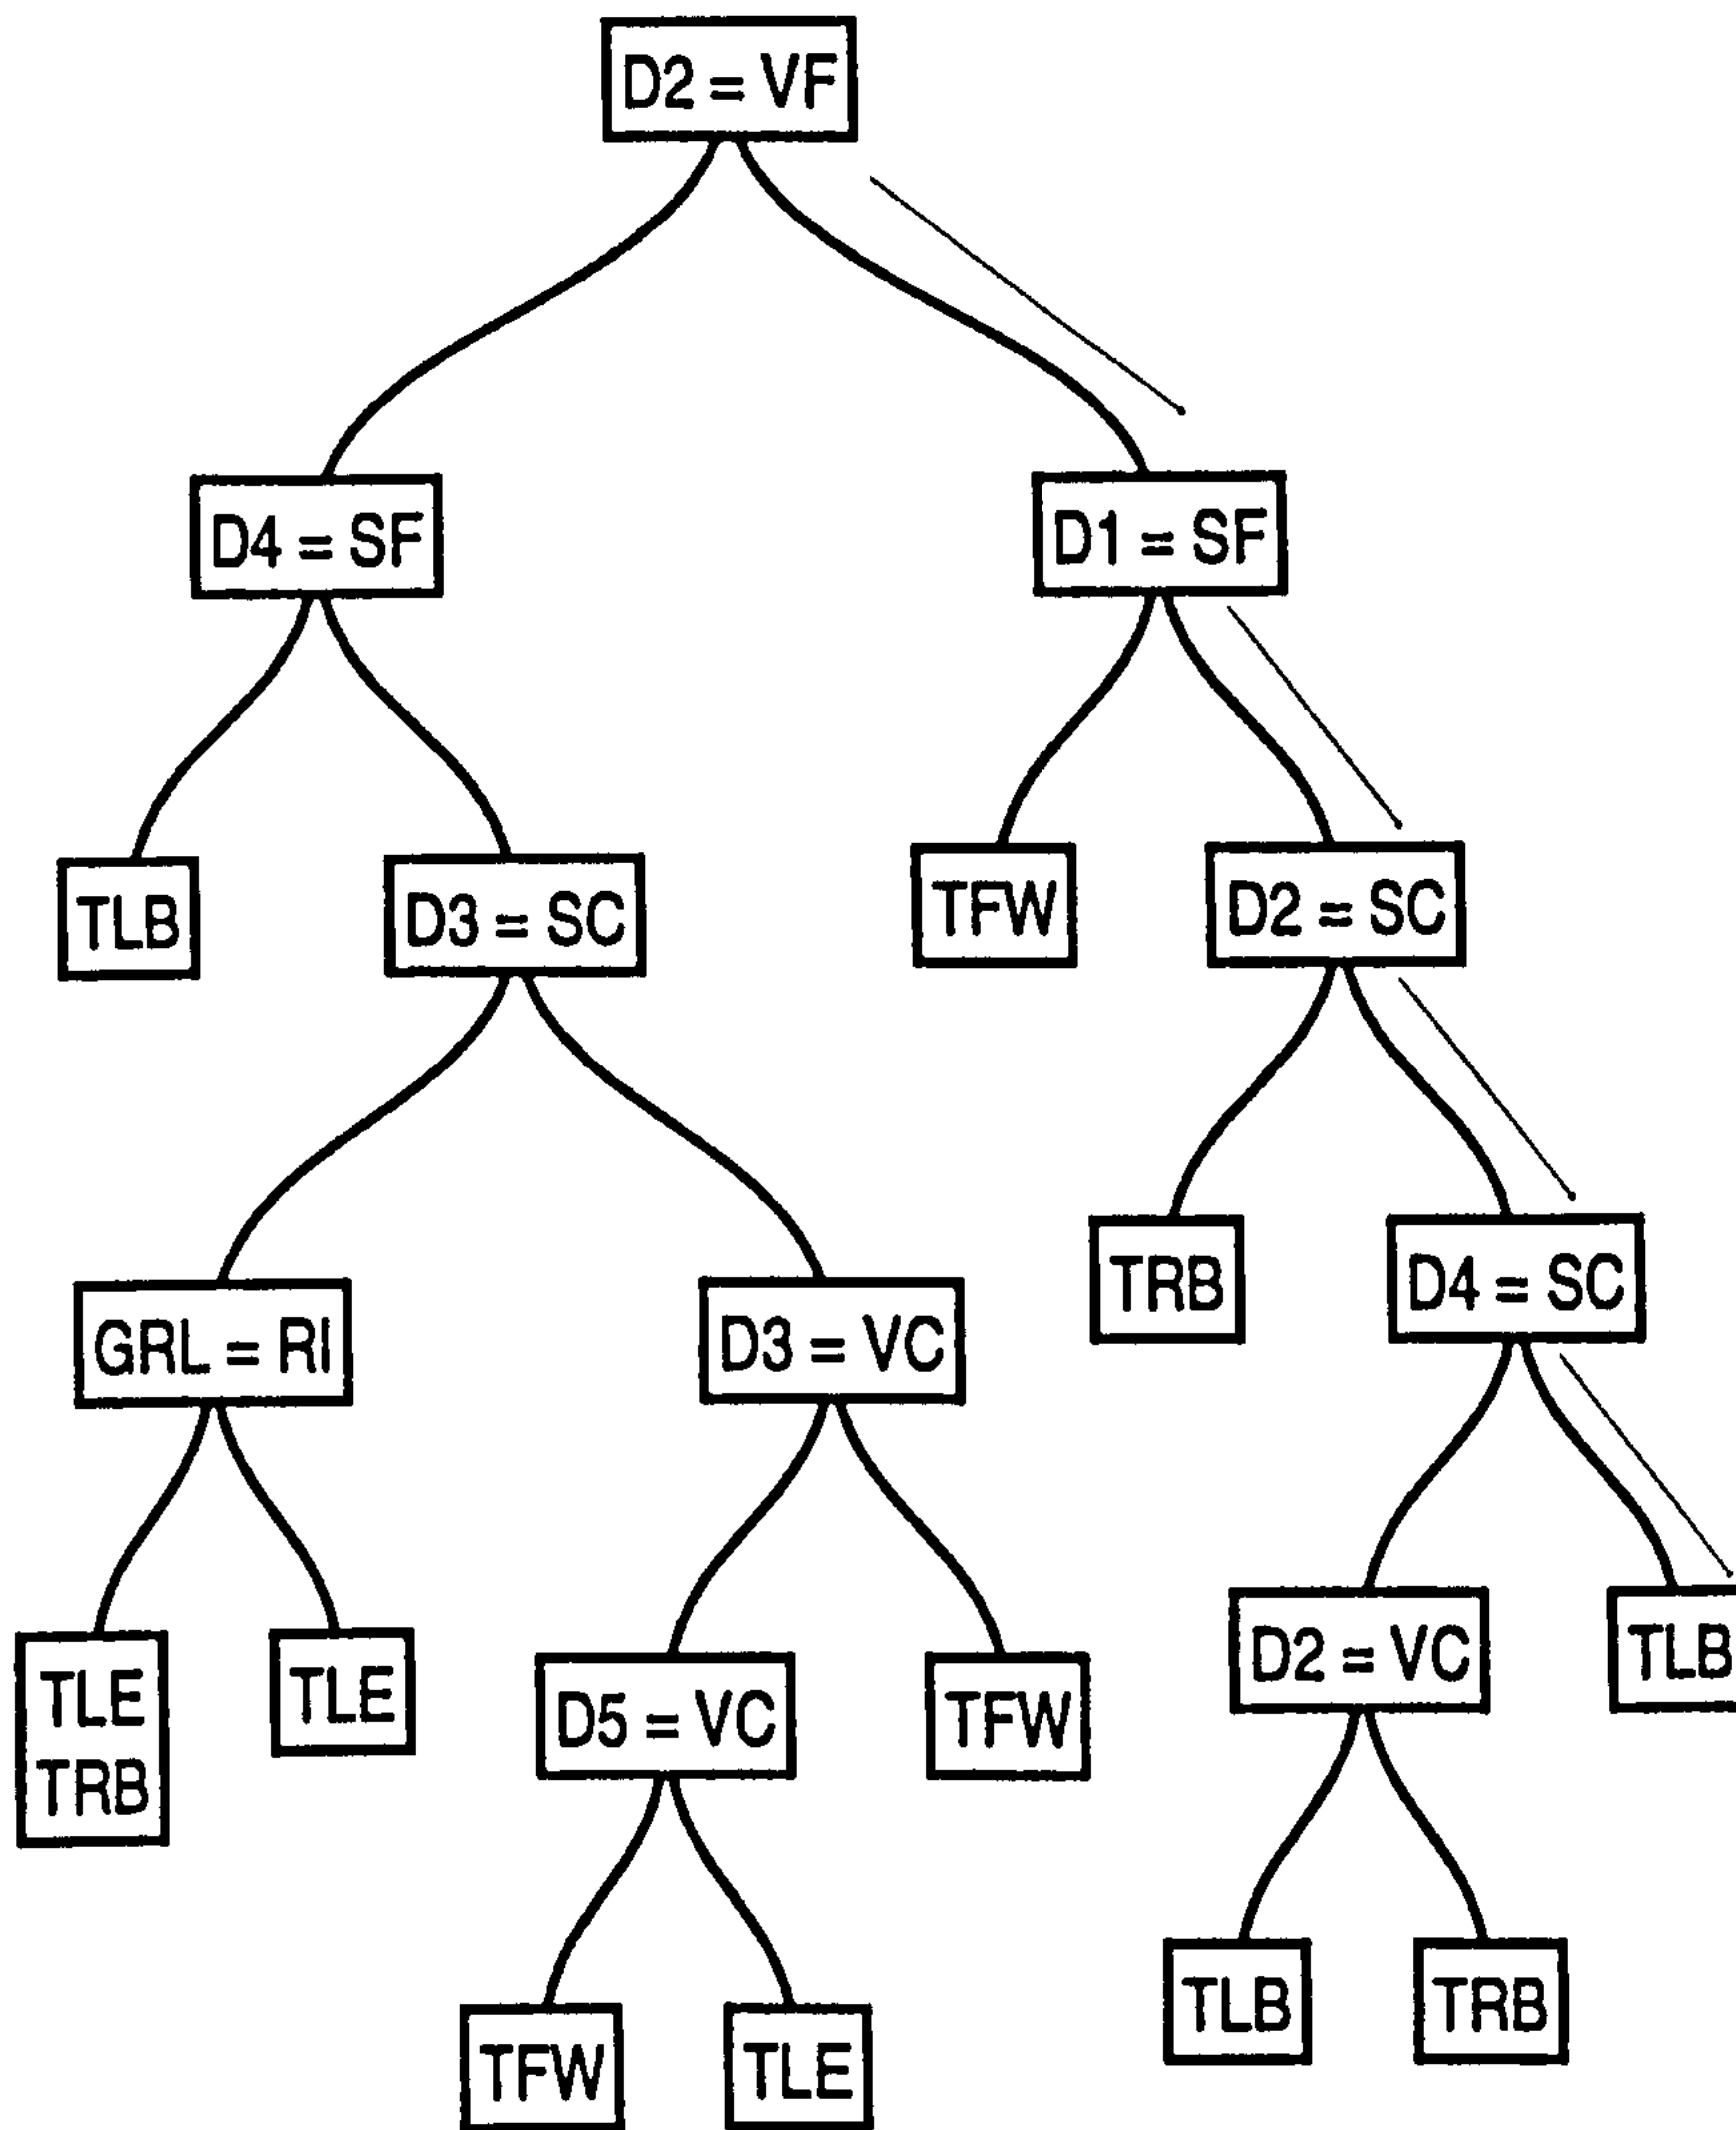 D2 = VF
D4 = SF
D1 = SF
TLB
D3 = SC
TFW
D2 = SC
GRL = RI
D3 = VC
TRB
D4 = SC
TLE
TRB
TLE
D5 = VC
TFW
D2 = VC
TLB
TFW
TLE
TLB
TRB